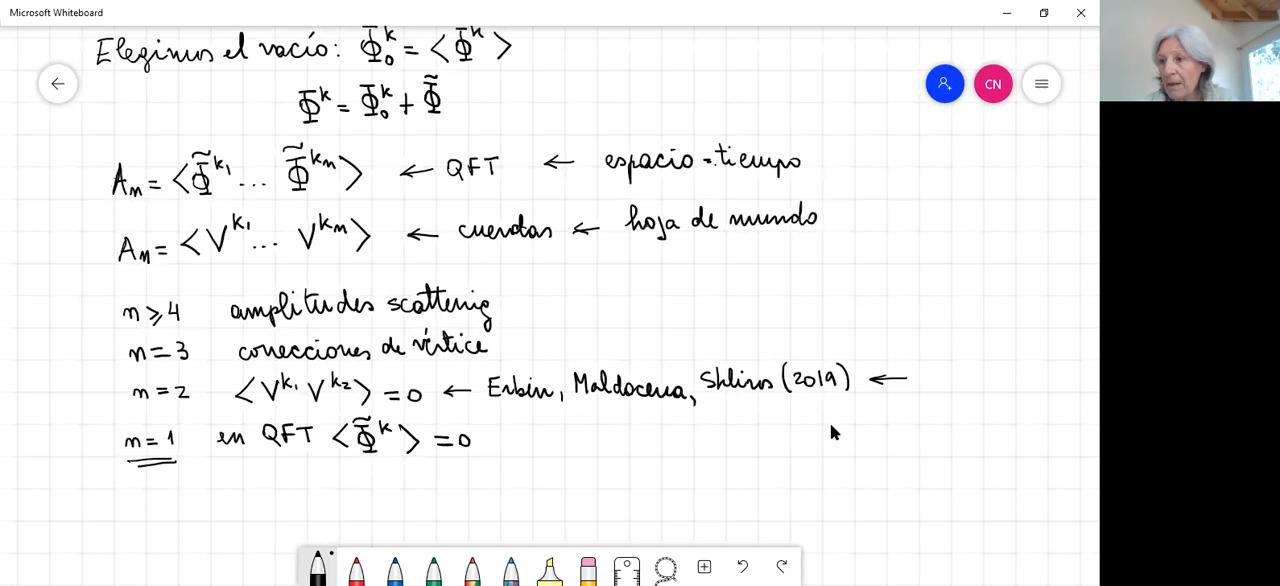 Microsoft Whiteboard
Elegimos el vacío: Φ₀ᵏ = ⟨Φᵏ⟩
Φᵏ = Φ₀ᵏ + Φ̃
CN
Aₙ = ⟨Φ̃ᵏ¹ ... Φ̃ᵏⁿ⟩ ← QFT ← espacio-tiempo
Aₙ = ⟨Vᵏ¹ ... Vᵏⁿ⟩ ← cuerdas ← hoja de mundo
n ≥ 4 amplitudes scattering
n = 3 correcciones de vértice
n = 2 ⟨Vᵏ¹ Vᵏ²⟩ = 0 ← Erbin, Maldacena, Skliros (2019) ←
n = 1 en QFT ⟨Φ̃ᵏ⟩ = 0